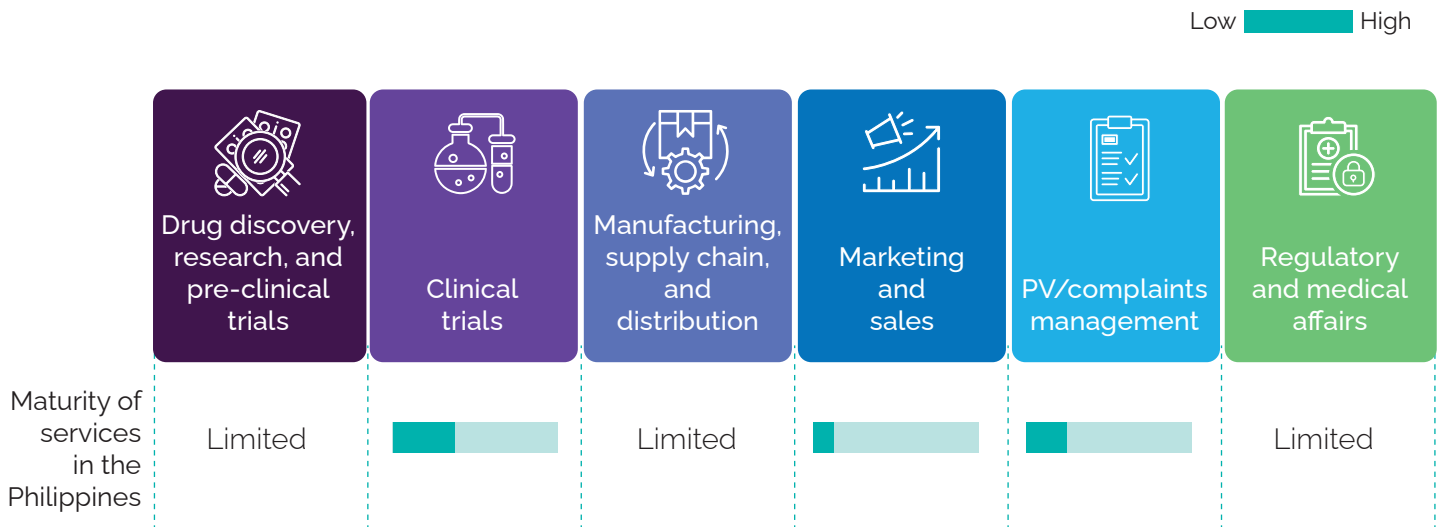 Low High
Drug discovery,
research, and
pre-clinical
trials
Clinical
trials
Manufacturing,
supply chain,
and
distribution
Marketing
and
sales
PV/complaints
management
Regulatory
and medical
affairs
Maturity of
services
in the
Philippines
Limited
Limited
Limited